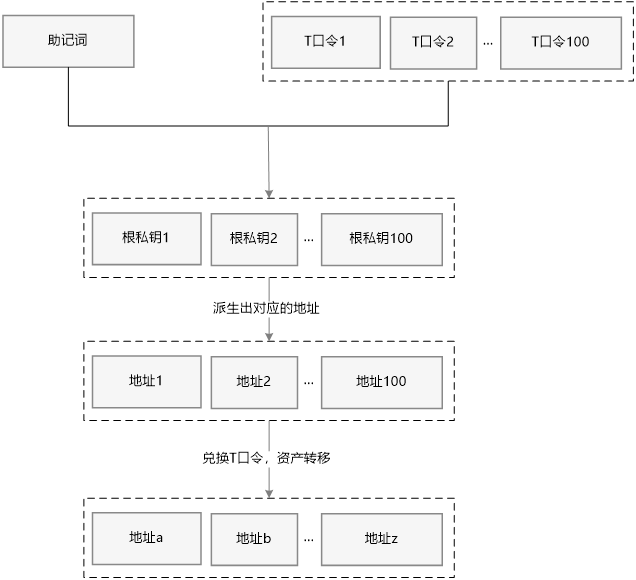 助记词
T口令1
T口令2
...
T口令100
根私钥1
根私钥2
...
根私钥100
派生出对应的地址
地址1
地址2
...
地址100
兑换T口令，资产转移
地址a
地址b
...
地址z